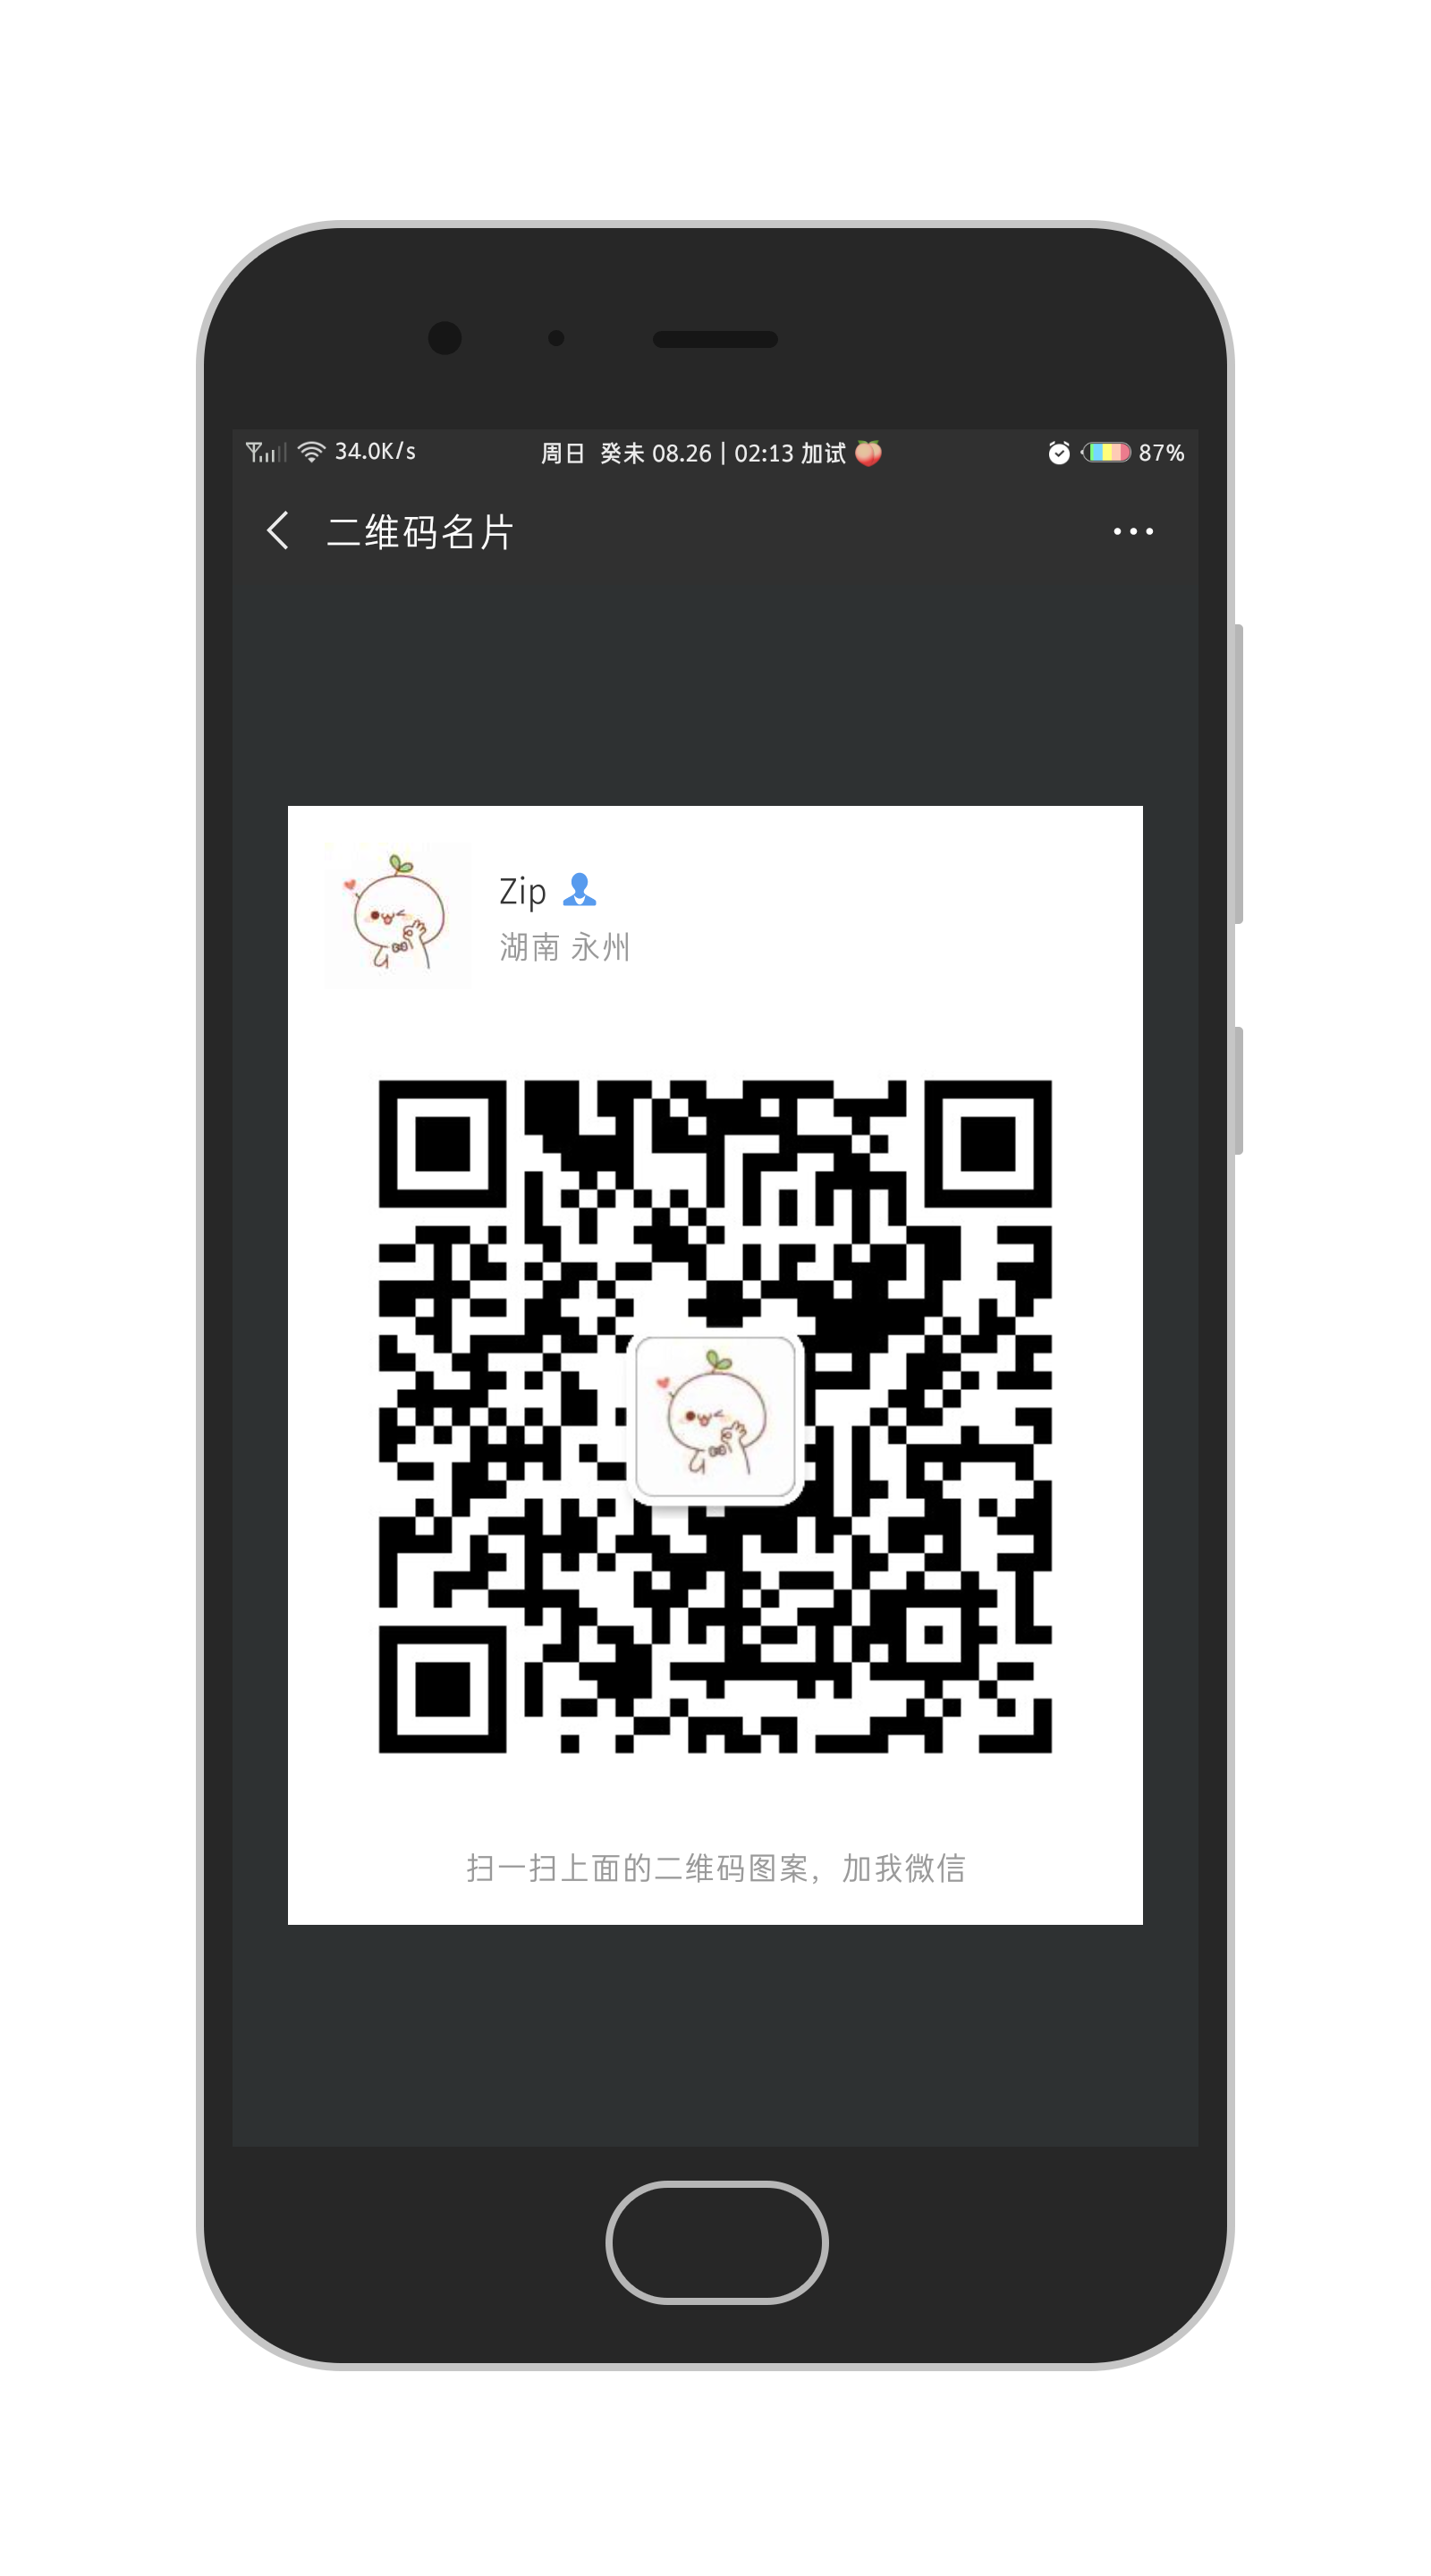 34.0K/s 周日 癸未 08.26 | 02:13 加试 🍑 87%
二维码名片
Zip
湖南 永州
扫一扫上面的二维码图案，加我微信